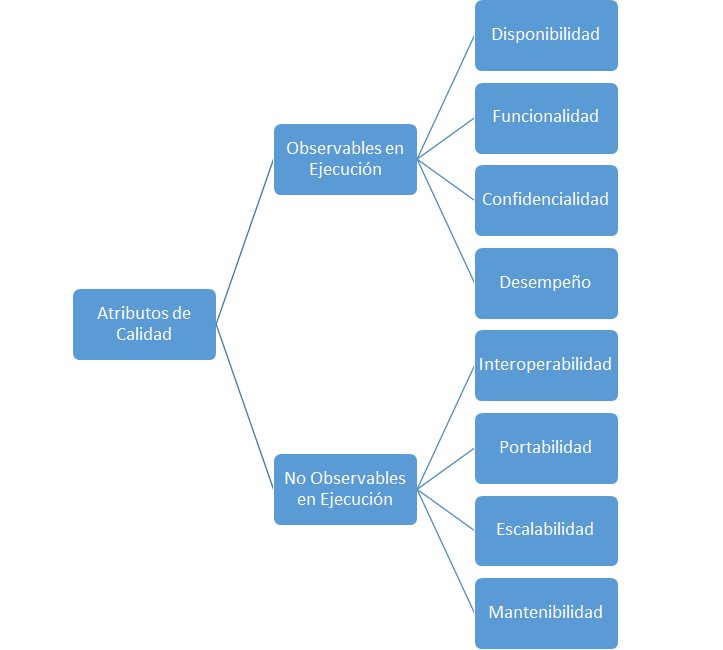 Atributos de
Calidad
Observables en
Ejecución
Disponibilidad
Funcionalidad
Confidencialidad
Desempeño
No Observables
en Ejecución
Interoperabilidad
Portabilidad
Escalabilidad
Mantenibilidad